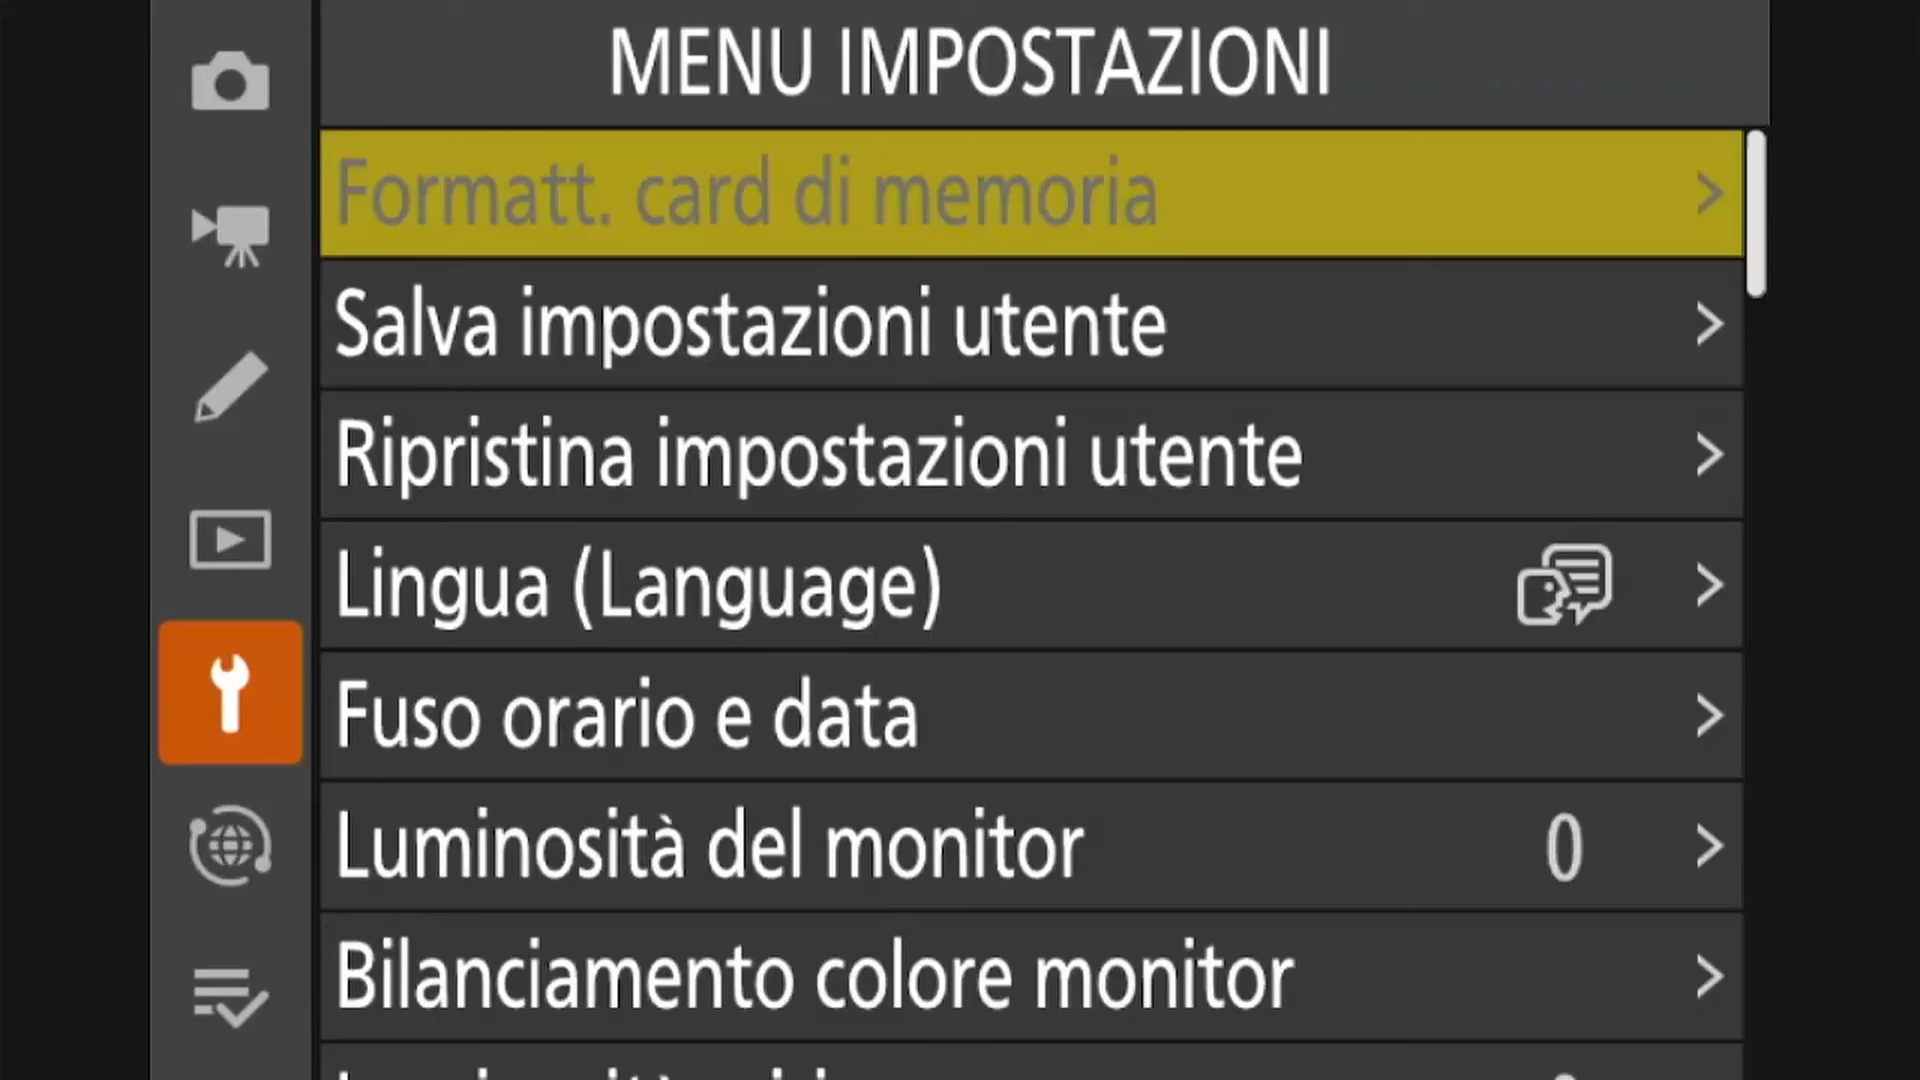 MENU IMPOSTAZIONI
Formatt. card di memoria
Salva impostazioni utente
Ripristina impostazioni utente
Lingua (Language)
Fuso orario e data
Luminosità del monitor 0
Bilanciamento colore monitor